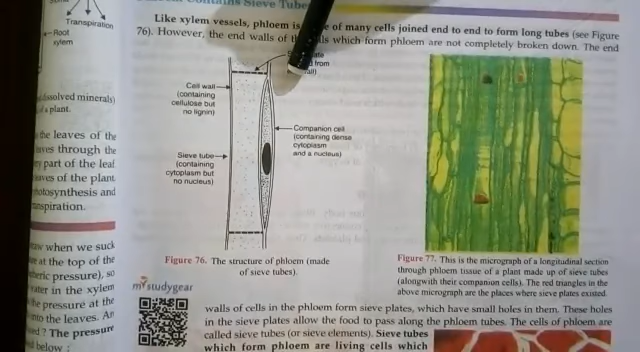 Contains Sieve Tubes
Transpiration
Root
xylem
dissolved minerals)
of a plant.
the leaves of the
through the
part of the leaf
leaves of the plant
photosynthesis and
transpiration.
when we suck
at the top of the
pressure), so
water in the xylem
the pressure at the
into the leaves. An
? The pressure
below :
Like xylem vessels, phloem is of many cells joined end to end to form long tubes (see Figure
76). However, the end walls of which form phloem are not completely broken down. The end
from
Cell wall
(containing
cellulose but
no lignin)
Sieve tube
(containing
cytoplasm but
no nucleus)
Companion cell
(containing dense
cytoplasm
and a nucleus)
Figure 76. The structure of phloem (made
of sieve tubes).
Figure 77. This is the micrograph of a longitudinal section
through phloem tissue of a plant made up of sieve tubes
(alongwith their companion cells). The red triangles in the
above micrograph are the places where sieve plates existed.
my studygear
walls of cells in the phloem form sieve plates, which have small holes in them. These holes
in the sieve plates allow the food to pass along the phloem tubes. The cells of phloem are
called sieve tubes (or sieve elements). Sieve tubes
which form phloem are living cells which